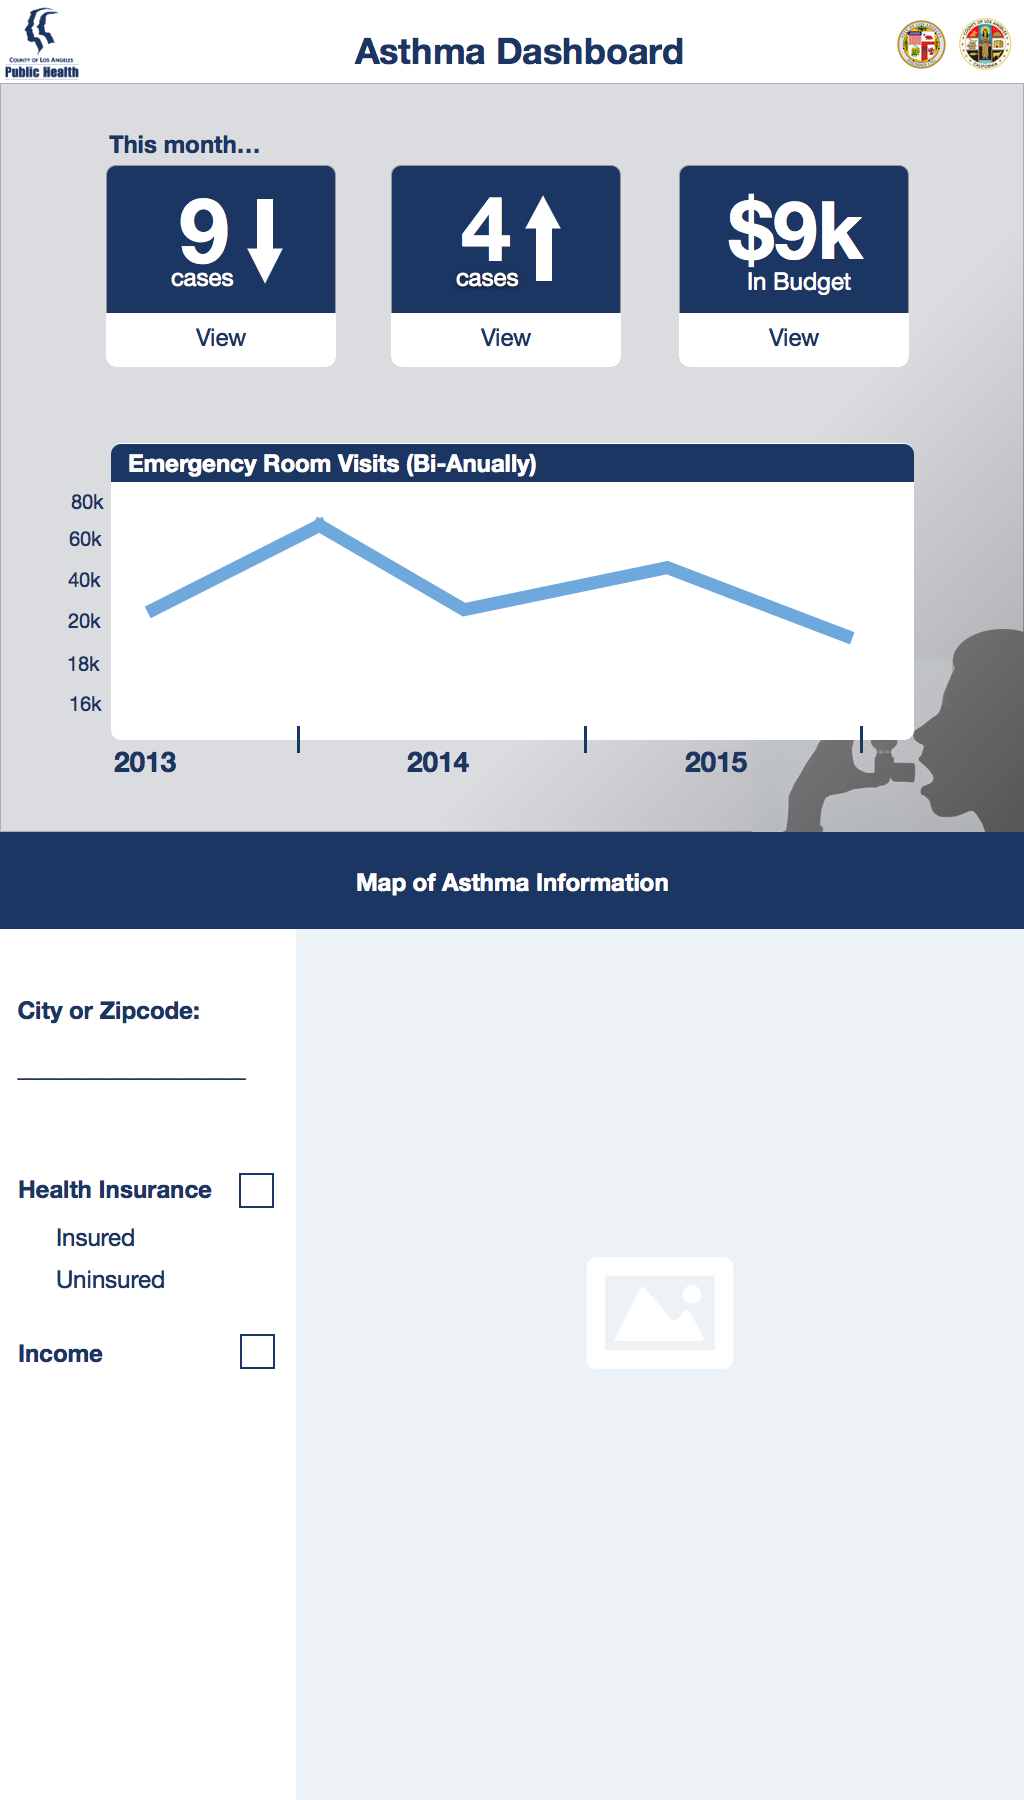 COUNTY OF LOS ANGELES
Public Health
Asthma Dashboard
This month...
9
cases
View
4
cases
View
$9k
In Budget
View
Emergency Room Visits (Bi-Anually)
80k
60k
40k
20k
18k
16k
2013
2014
2015
Map of Asthma Information
City or Zipcode:
Health Insurance
Insured
Uninsured
Income